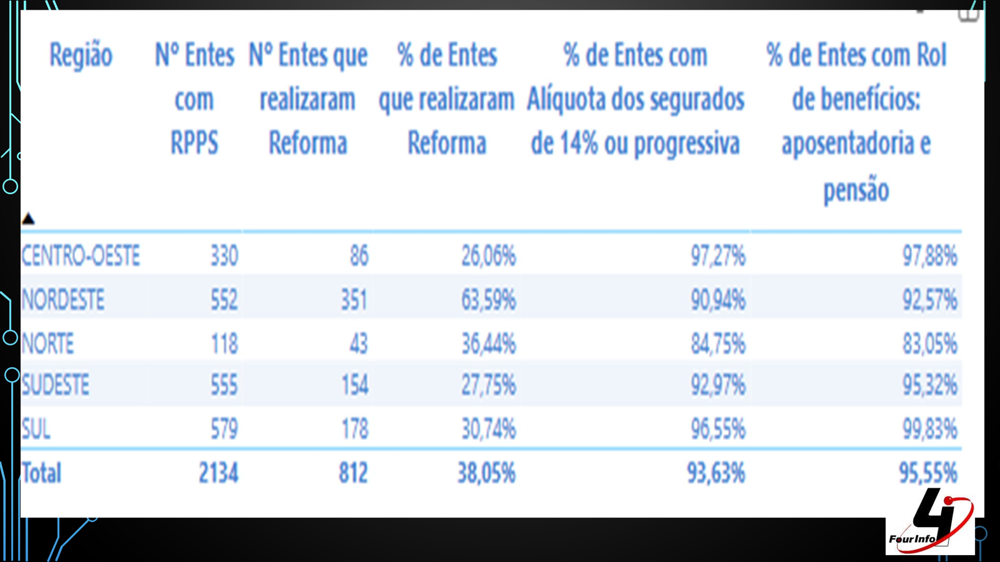 Região Nº Entes Nº Entes que % de Entes % de Entes com % de Entes com Rol
com realizaram que realizaram Alíquota dos segurados de benefícios:
RPPS Reforma Reforma de 14% ou progressiva aposentadoria e
pensão
CENTRO-OESTE 330 86 26,06% 97,27% 97,88%
NORDESTE 552 351 63,59% 90,94% 92,57%
NORTE 118 43 36,44% 84,75% 83,05%
SUDESTE 555 154 27,75% 92,97% 95,32%
SUL 579 178 30,74% 96,55% 99,83%
Total 2134 812 38,05% 93,63% 95,55%
4i
FourInfo